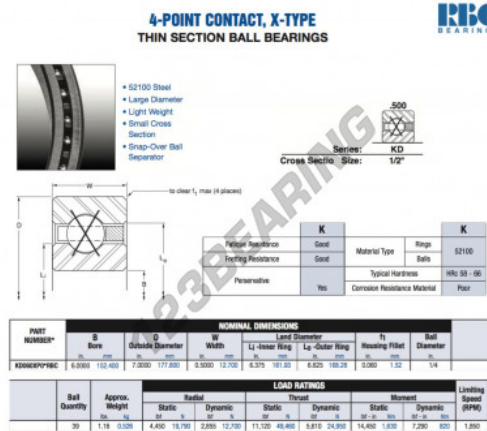 4-POINT CONTACT, X-TYPE
THIN SECTION BALL BEARINGS
RBC
BEARINGS
• 52100 Steel
• Large Diameter
• Light Weight
• Small Cross
Section
• Snap-Over Ball
Separator
.500
Series: KD
Cross Sectio Size: 1/2"
W
to clear f1 max (4 places)
D
B
123BEARING
K K
Fatigue Resistance Good Material Type Rings 52100
Fretting Resistance Good Balls
Perservative Yes Typical Hardness HRc 58 - 66
Corrosion Resistance Material Poor
PART NUMBER* NOMINAL DIMENSIONS
B Bore D Outside Diameter W Width Land Diameter f1 Housing Fillet Ball Diameter
Li -Inner Ring Lo -Outer Ring
in. mm in. mm in. mm in. mm in. mm in. mm in.
KD060XP0*RBC 6.0000 152,400 7.0000 177,800 0.5000 12,700 6.375 161,93 6.625 168,28 0.060 1,52 1/4
Ball Quantity Approx. Weight LOAD RATINGS Limiting Speed (RPM)
Radial Thrust Moment
Static Dynamic Static Dynamic Static Dynamic
lbs. kg lbf N lbf N lbf N lbf N lbf - in Nm lbf - in Nm
39 1.16 0,526 4,450 19,790 2,855 12,700 11,120 49,460 5,610 24,950 14,450 1,630 7,290 820 1,850